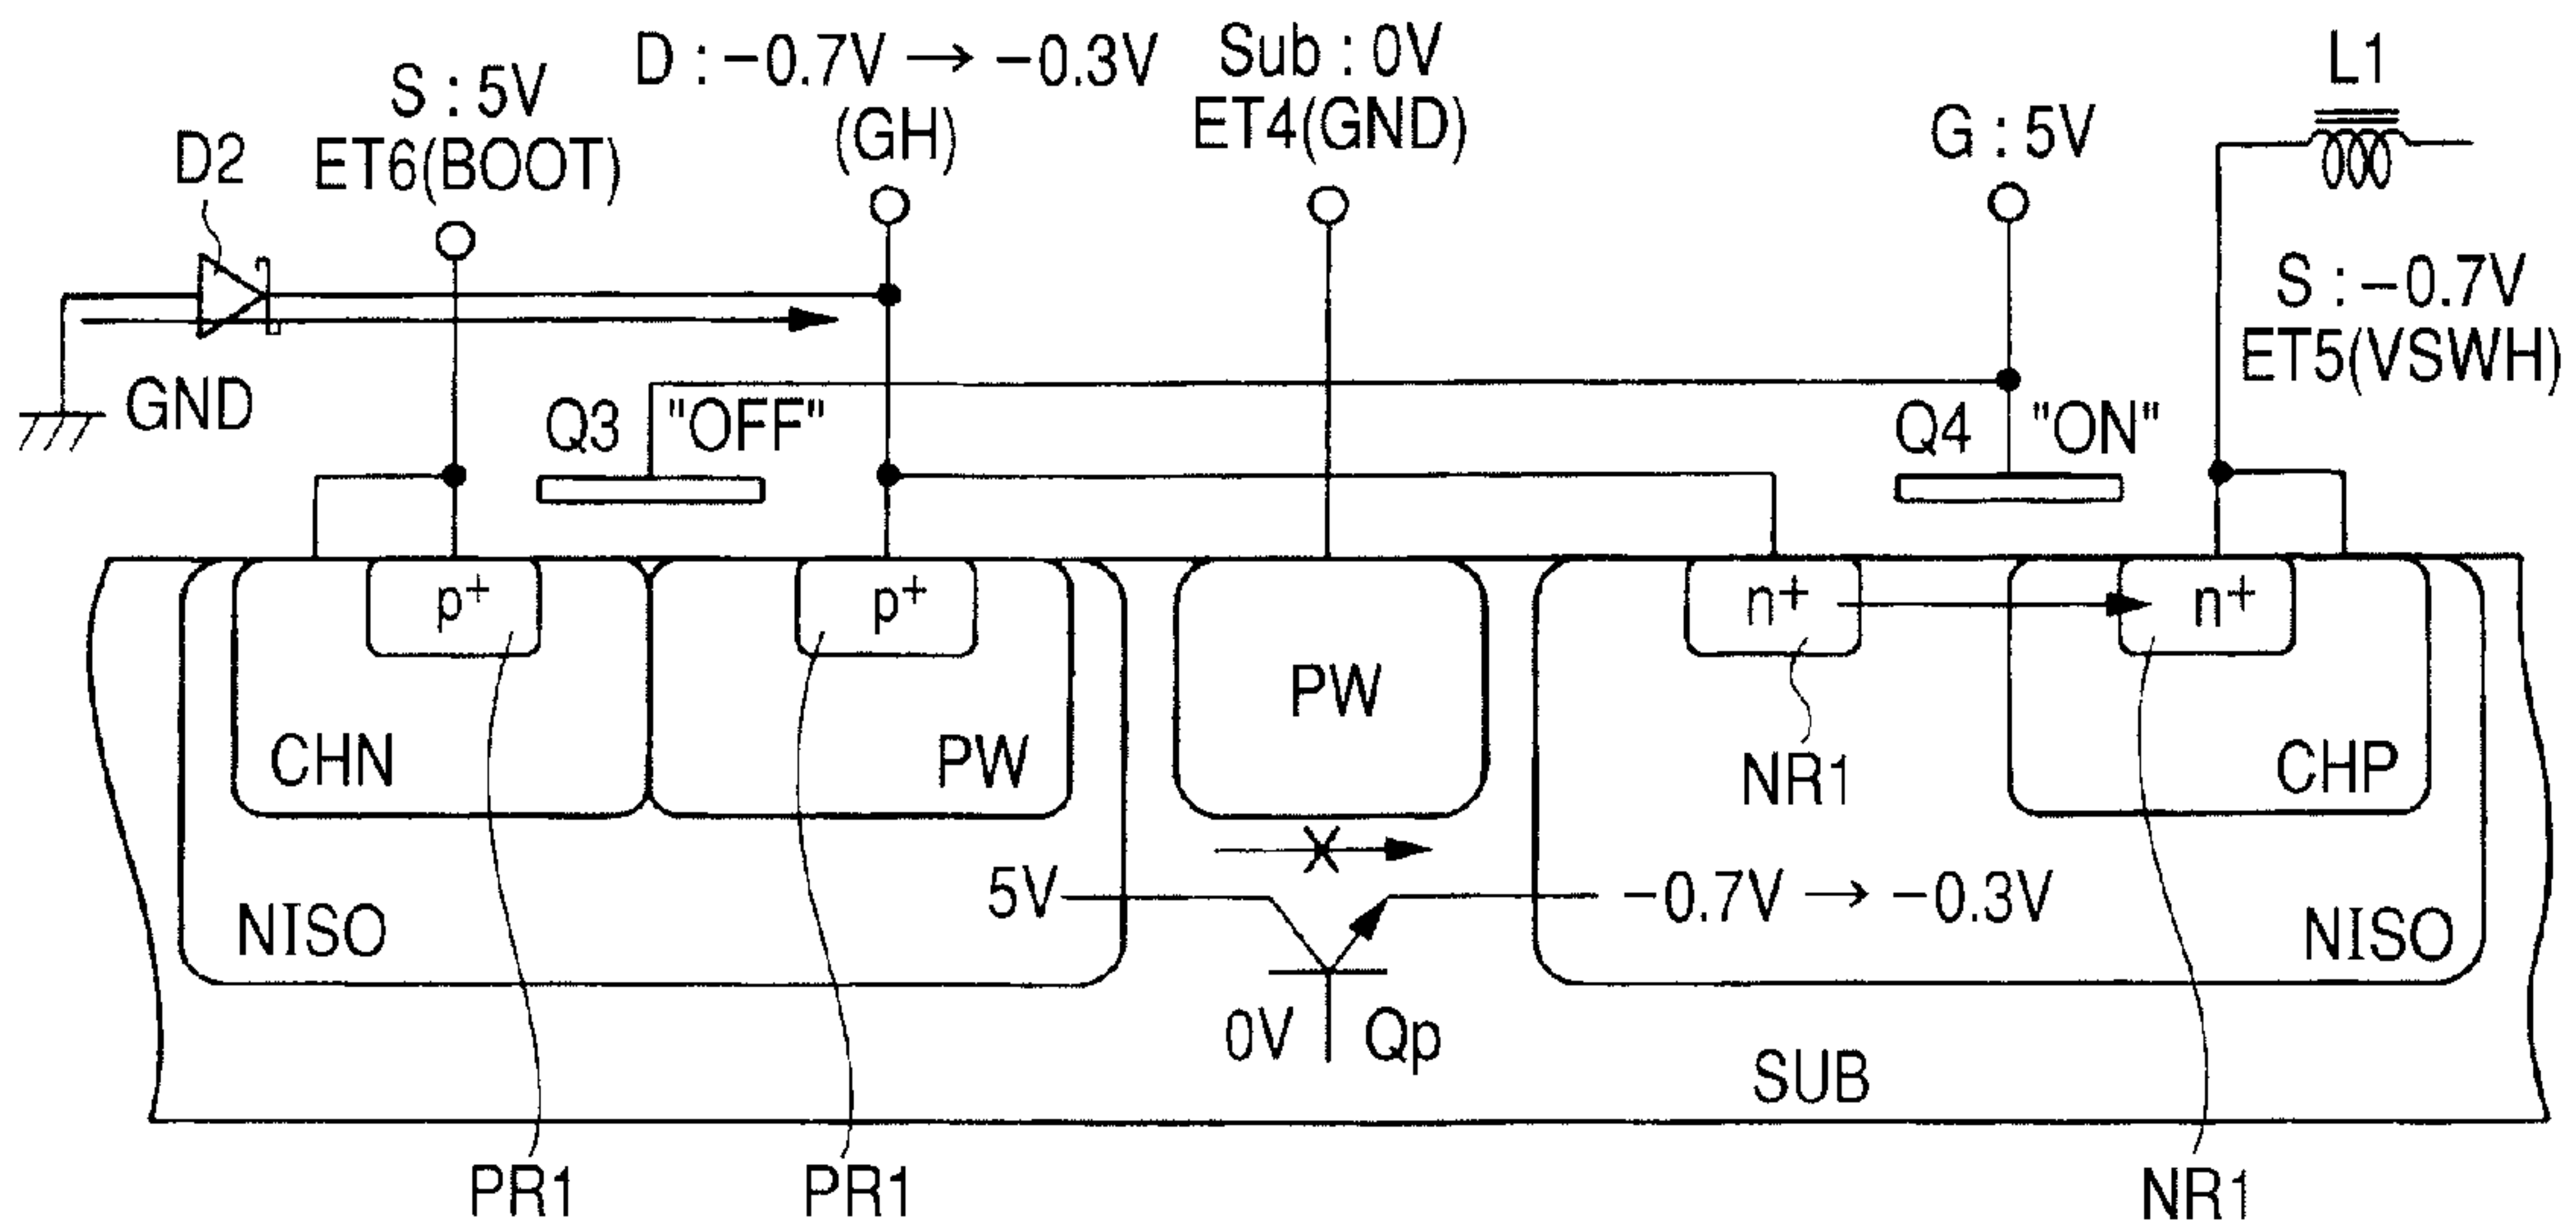 D : −0.7V → −0.3V
Sub : 0V
L1
S : 5V
(GH)
ET4(GND)
G : 5V
D2
ET6(BOOT)
S : −0.7V
ET5(VSWH)
GND
Q3
"OFF"
Q4
"ON"
p+
p+
n+
n+
PW
CHN
PW
NR1
CHP
5V
−0.7V → −0.3V
NISO
NISO
0V
Qp
SUB
PR1
PR1
NR1